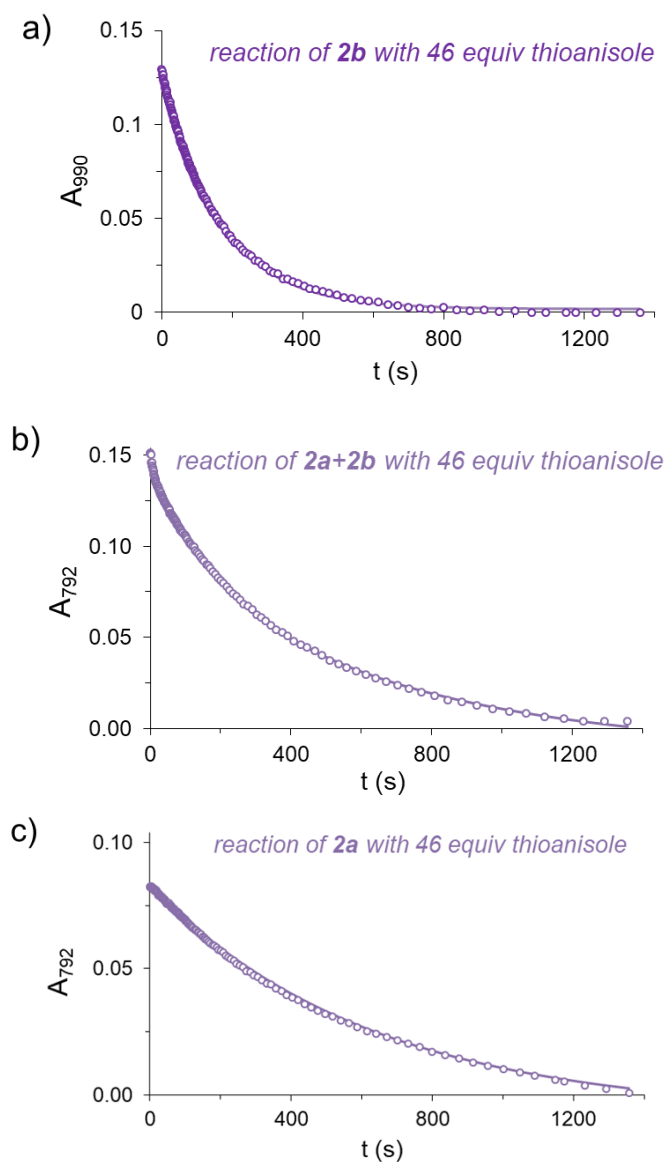 a)
reaction of 2b with 46 equiv thioanisole
0.15
0.1
0.05
0
A990
0 400 800 1200
t (s)
b)
reaction of 2a+2b with 46 equiv thioanisole
0.15
0.10
0.05
0.00
A792
0 400 800 1200
t (s)
c)
reaction of 2a with 46 equiv thioanisole
0.10
0.05
0.00
A792
0 400 800 1200
t (s)